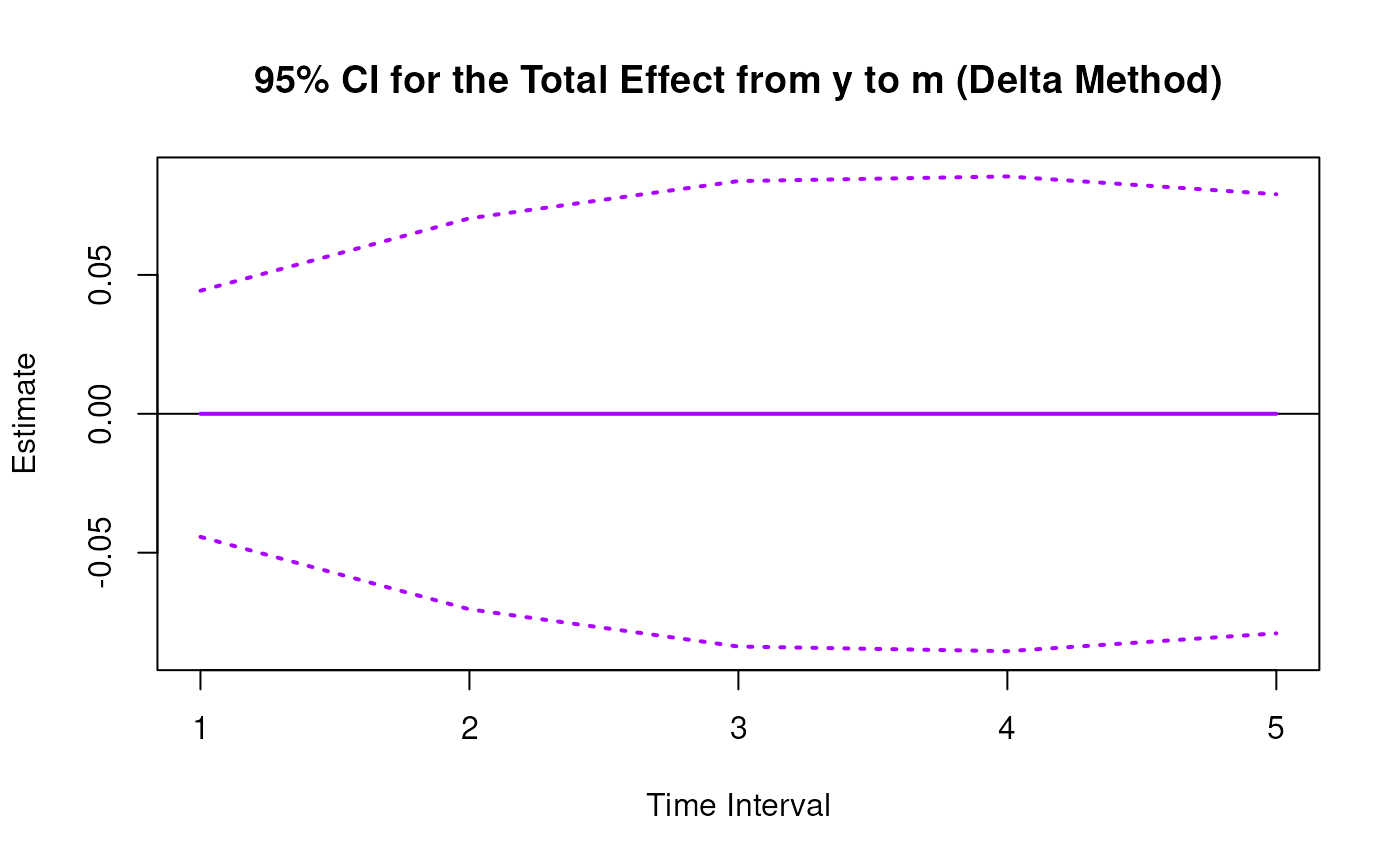 95% CI for the Total Effect from y to m (Delta Method)
Estimate
0.05
0.00
-0.05
1 2 3 4 5
Time Interval